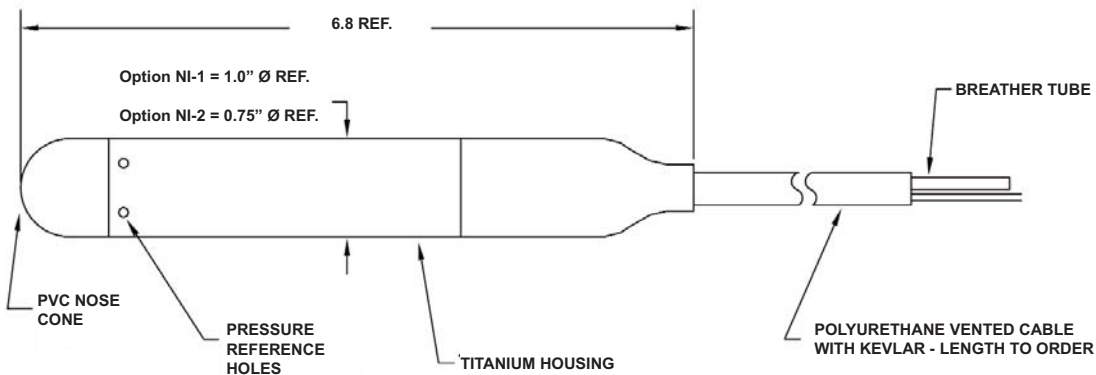 6.8 REF.
Option NI-1 = 1.0” Ø REF.
Option NI-2 = 0.75” Ø REF.
BREATHER TUBE
PVC NOSE
CONE
PRESSURE
REFERENCE
HOLES
TITANIUM HOUSING
POLYURETHANE VENTED CABLE
WITH KEVLAR - LENGTH TO ORDER